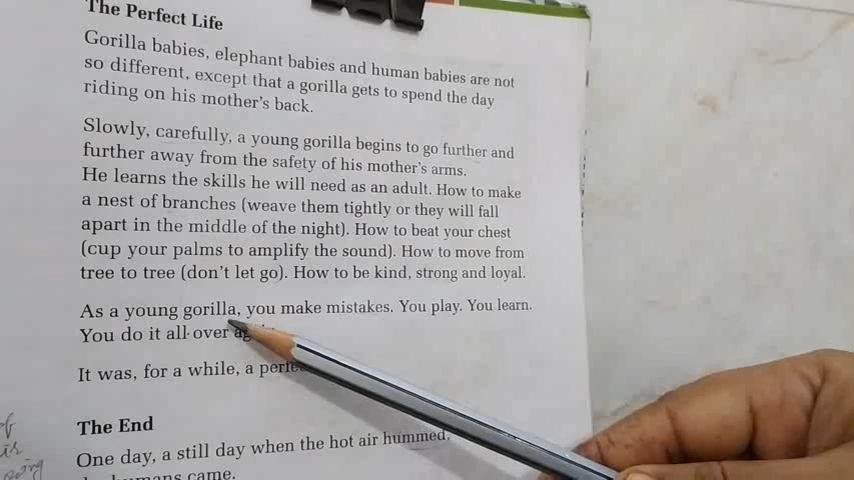 The Perfect Life
Gorilla babies, elephant babies and human babies are not
so different, except that a gorilla gets to spend the day
riding on his mother's back.
Slowly, carefully, a young gorilla begins to go further and
further away from the safety of his mother's arms.
He learns the skills he will need as an adult. How to make
a nest of branches (weave them tightly or they will fall
apart in the middle of the night). How to beat your chest
(cup your palms to amplify the sound). How to move from
tree to tree (don't let go). How to be kind, strong and loyal.
As a young gorilla, you make mistakes. You play. You learn.
You do it all over
It was, for a while, a
The End
One day, a still day when the hot air hummed,
humans came.
of
is